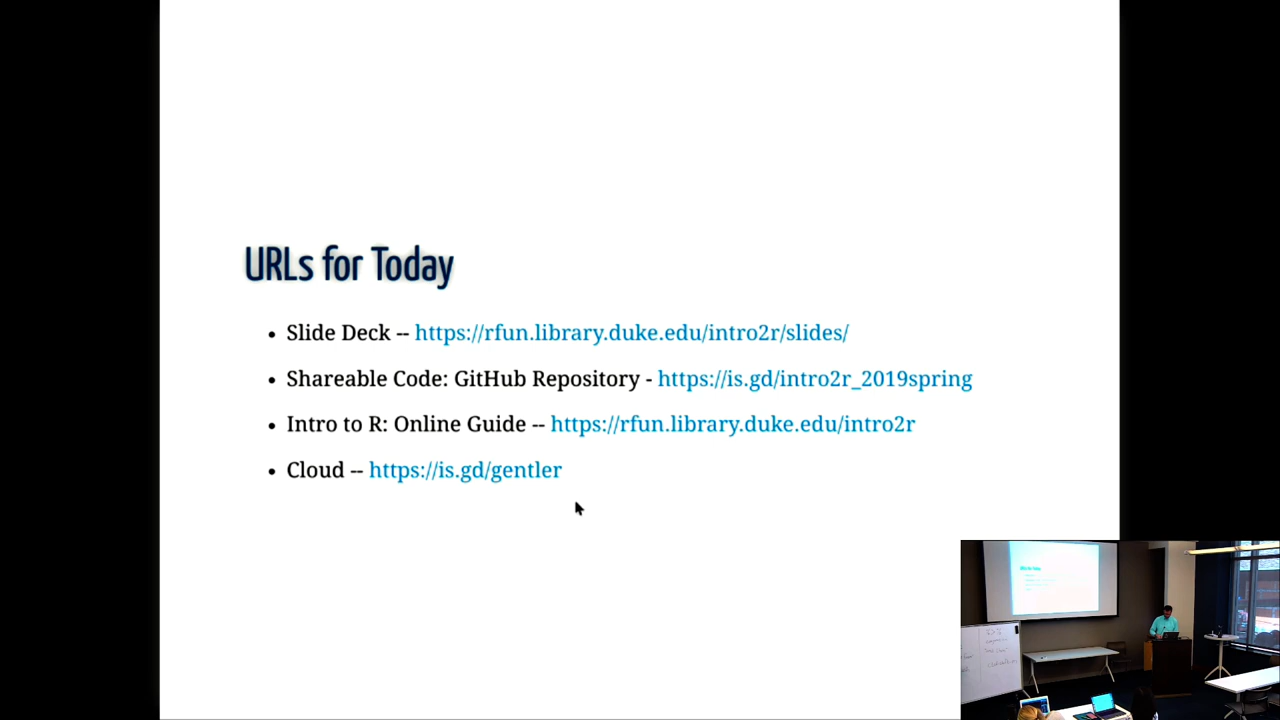 URLs for Today
• Slide Deck -- https://rfun.library.duke.edu/intro2r/slides/
• Shareable Code: GitHub Repository - https://is.gd/intro2r_2019spring
• Intro to R: Online Guide -- https://rfun.library.duke.edu/intro2r
• Cloud -- https://is.gd/gentler